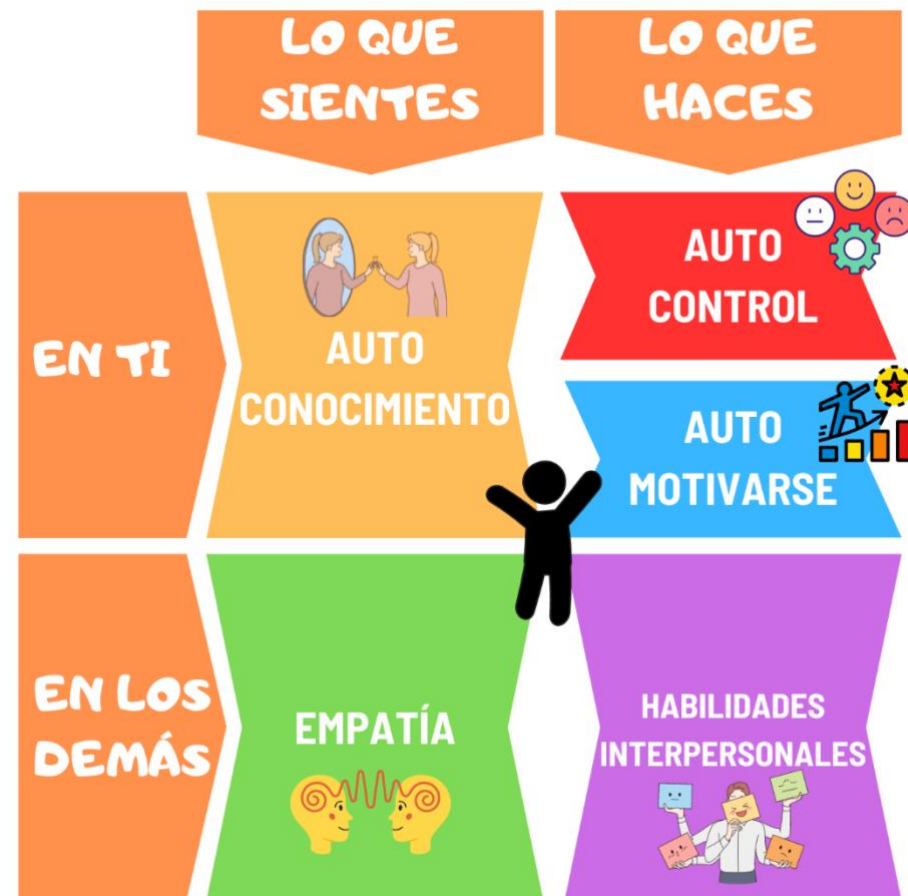 LO QUE
SIENTES
LO QUE
HACES
EN TI
AUTO
CONOCIMIENTO
AUTO
CONTROL
AUTO
MOTIVARSE
EN LOS
DEMÁS
EMPATÍA
HABILIDADES
INTERPERSONALES